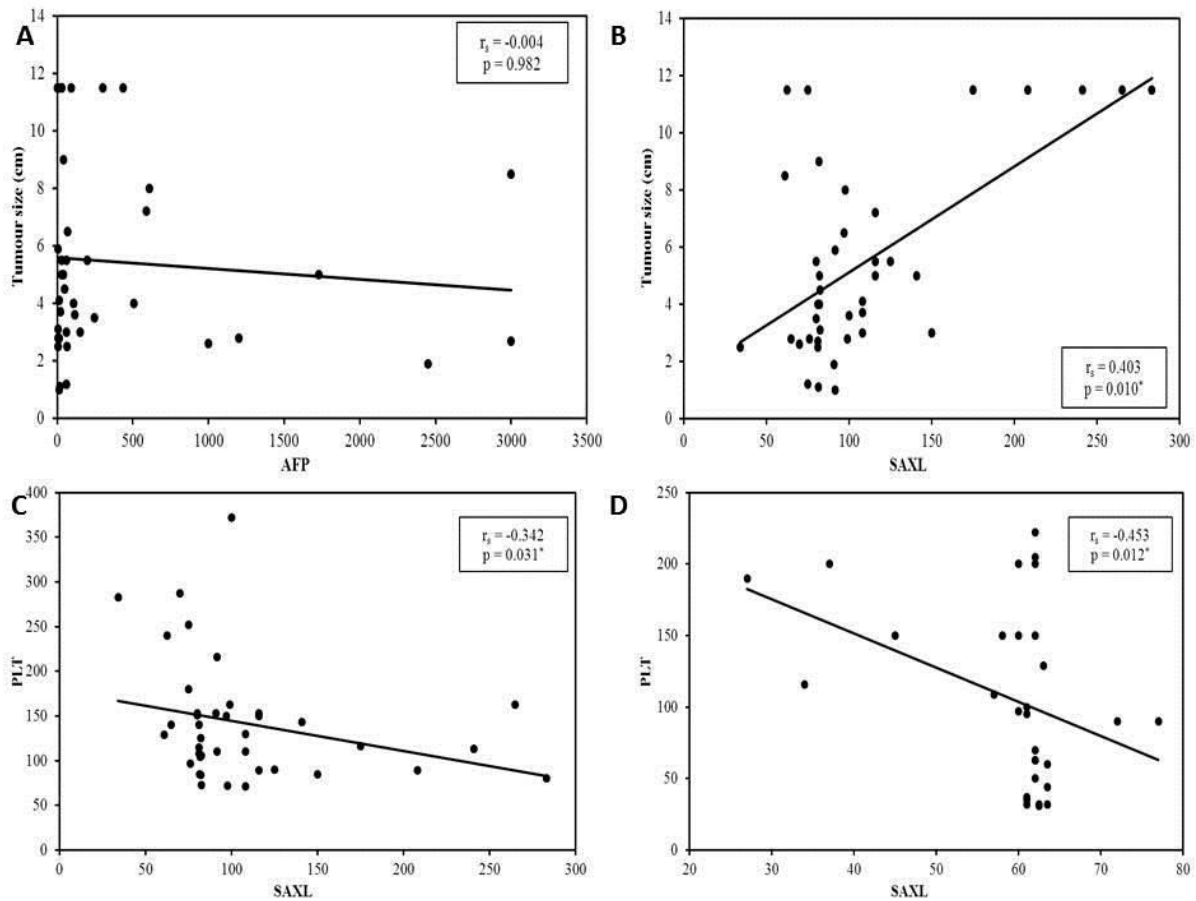 A
14
12
10
8
6
4
2
0
Tumour size (cm)
rs = -0.004
p = 0.982
0 500 1000 1500 2000 2500 3000 3500
AFP
B
14
12
10
8
6
4
2
0
Tumour size (cm)
rs = 0.403
p = 0.010*
0 50 100 150 200 250 300
SAXL
C
400
350
300
250
200
150
100
50
0
PLT
rs = -0.342
p = 0.031*
0 50 100 150 200 250 300
SAXL
D
250
200
150
100
50
0
PLT
rs = -0.453
p = 0.012*
20 30 40 50 60 70 80
SAXL